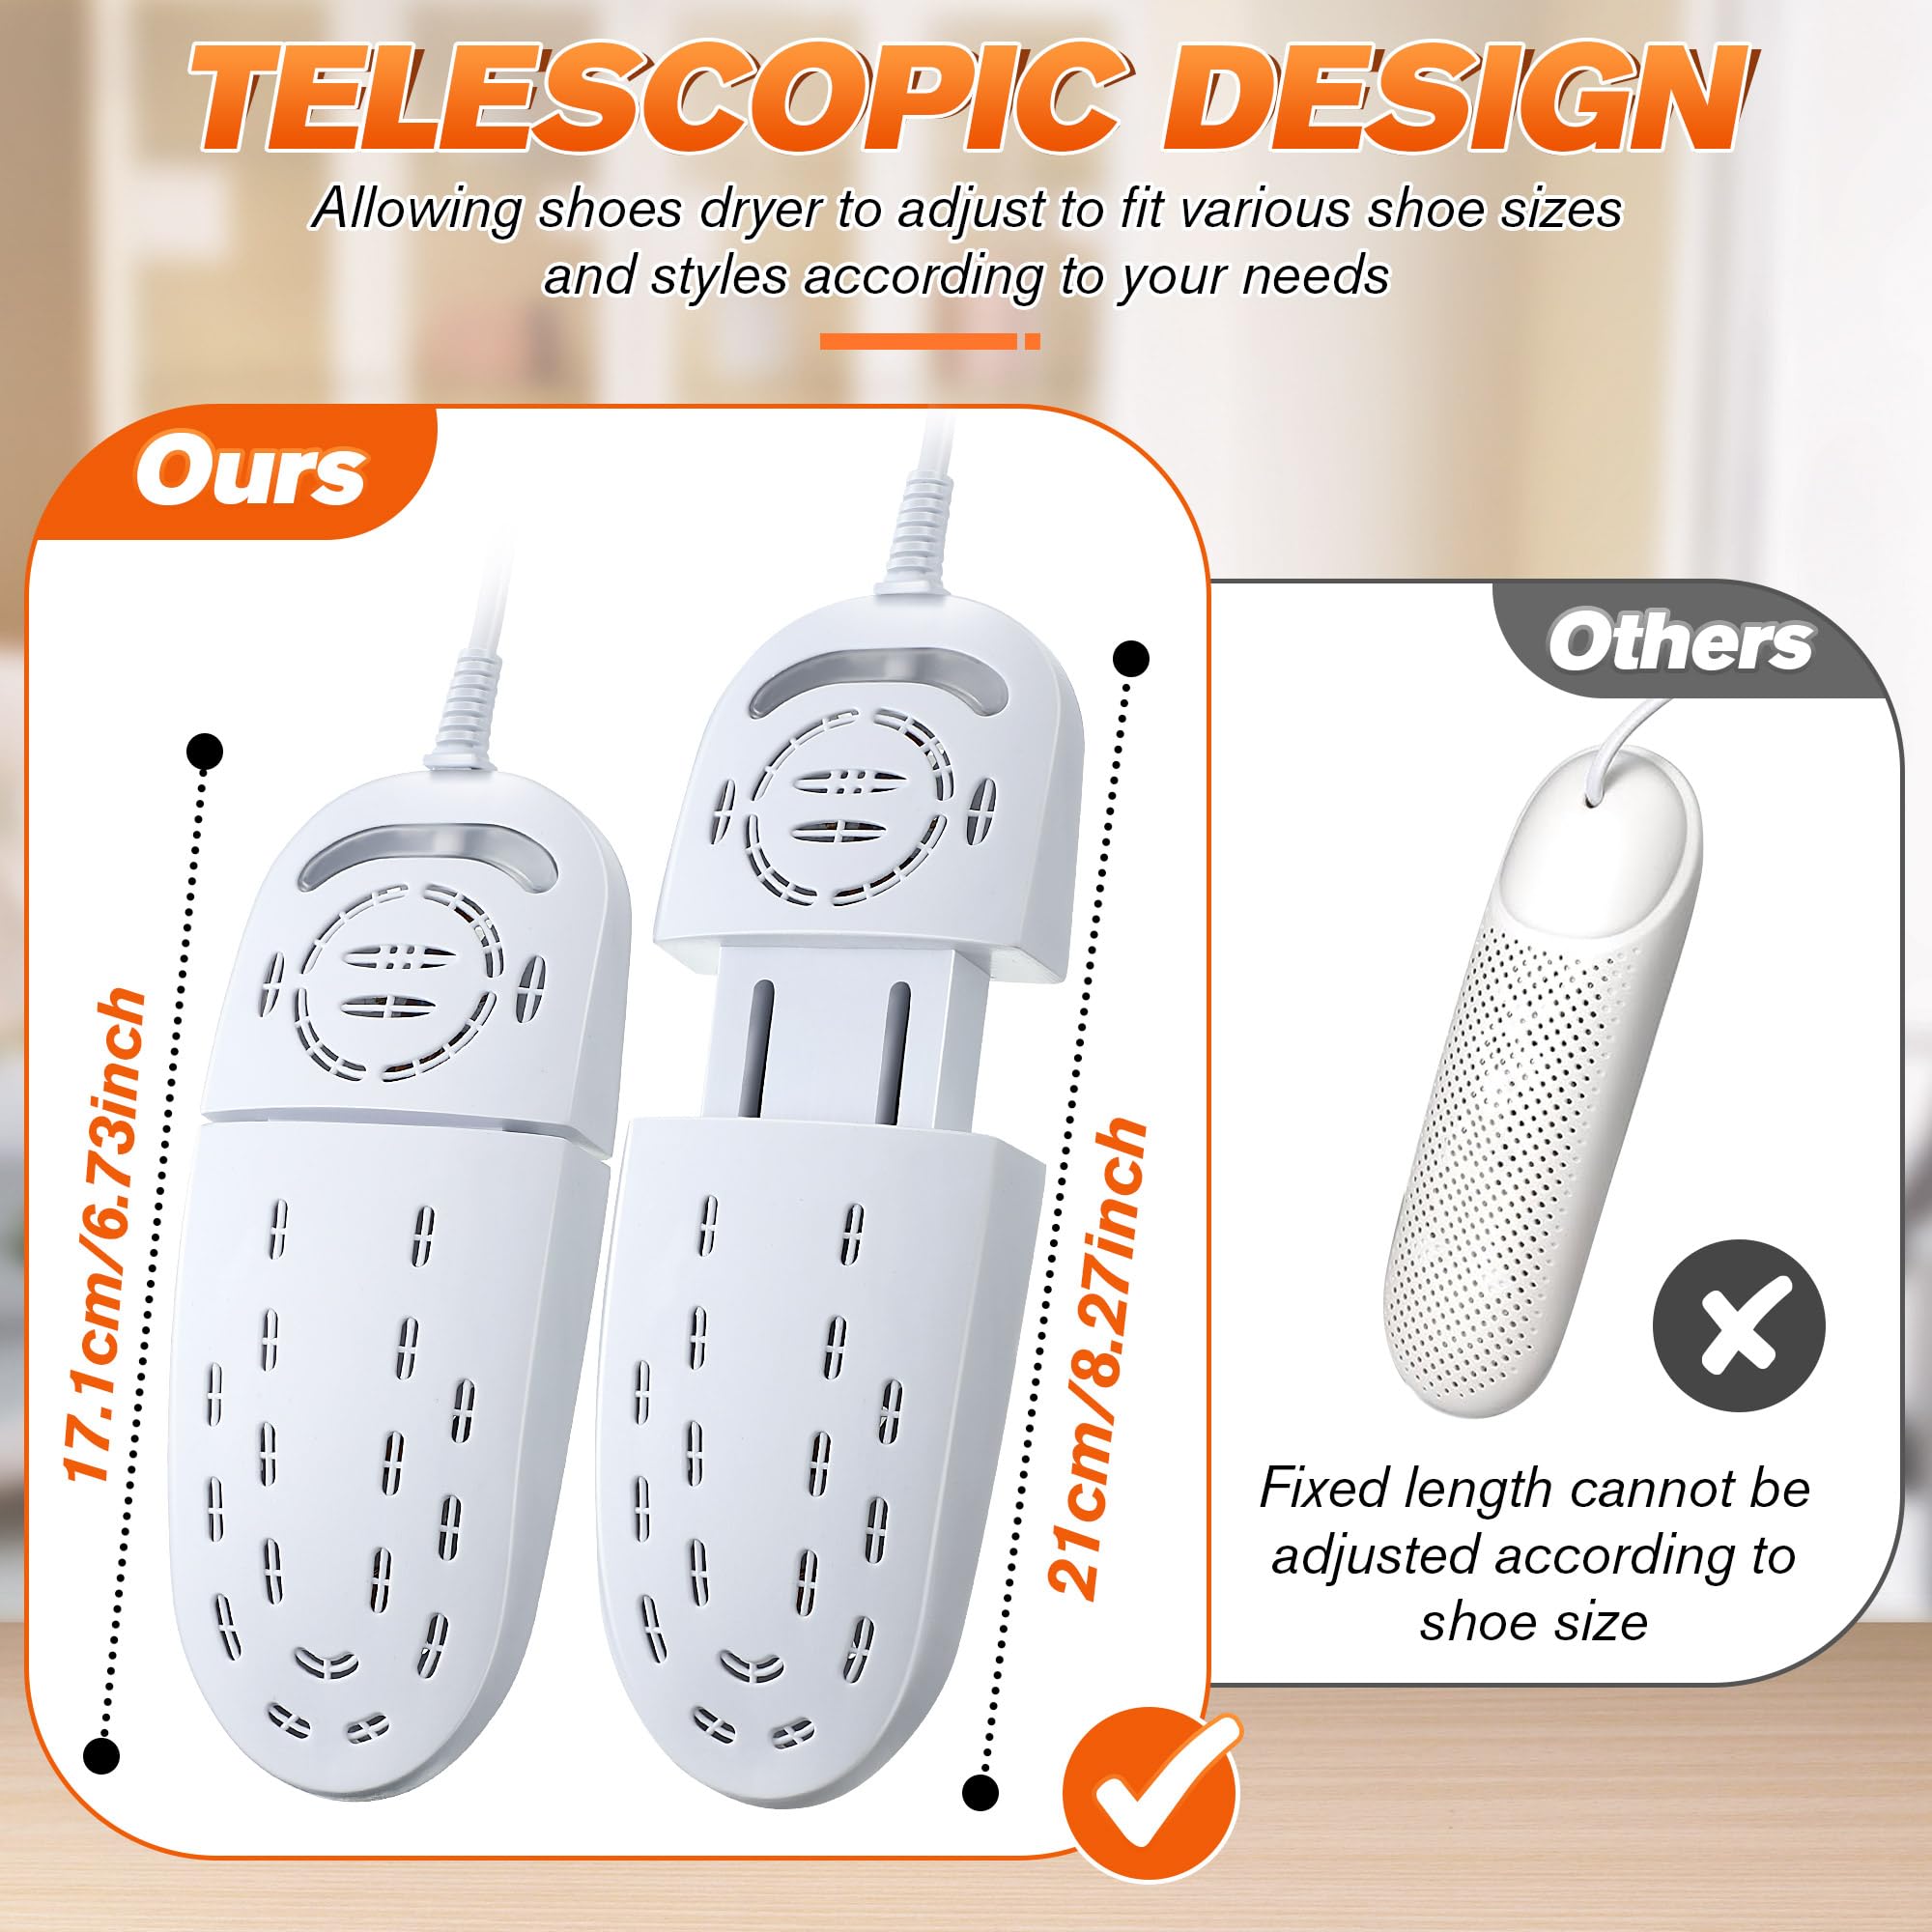 TELESCOPIC DESIGN
Allowing shoes dryer to adjust to fit various shoe sizes
and styles according to your needs
Ours
17.1cm/6.73inch
21cm/8.27inch
Others
Fixed length cannot be
adjusted according to
shoe size